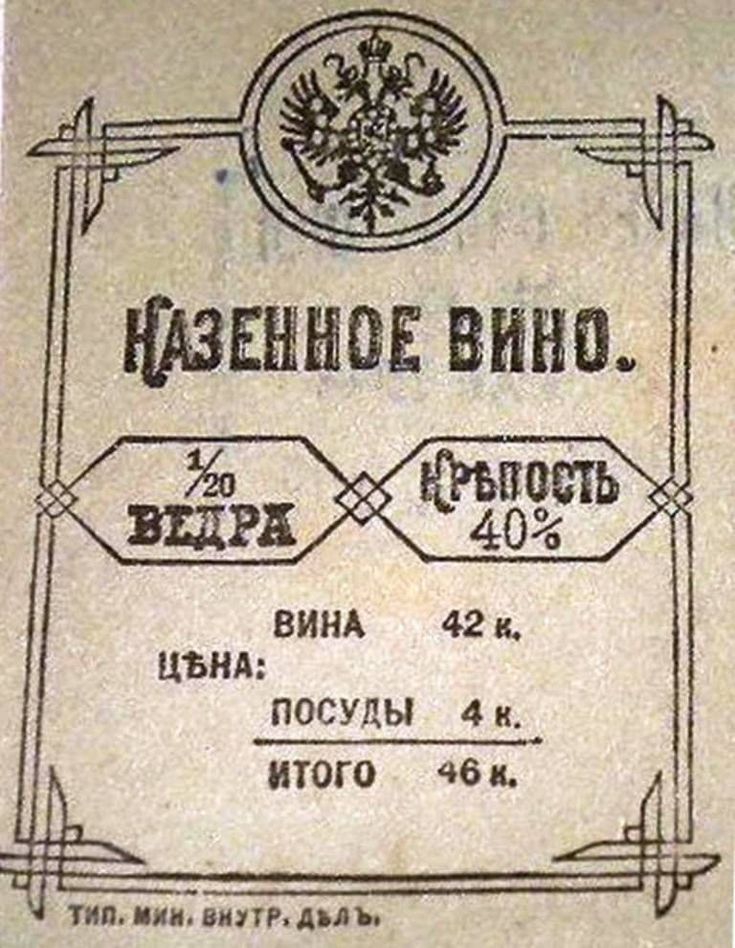 КАЗЕННОЕ ВИНО.
1/20
ВЕДРА
КРѢПОСТЬ
40%
ВИНА 42 к.
ЦѢНА:
ПОСУДЫ 4 к.
ИТОГО 46 к.
ТИП. МИН. ВНУТР. ДѢЛЪ.